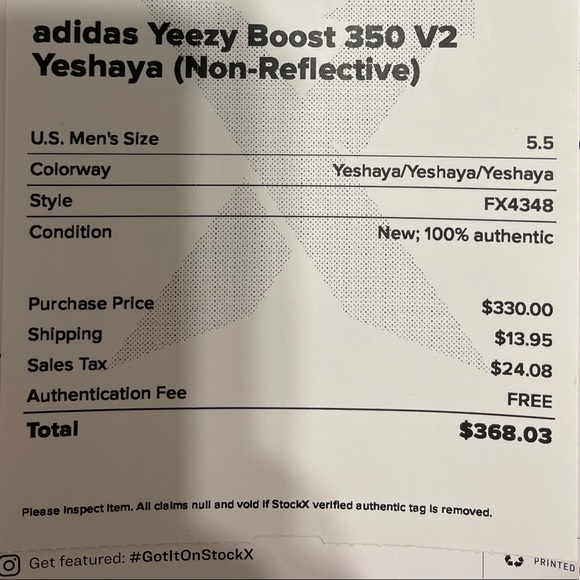 adidas Yeezy Boost 350 V2
Yeshaya (Non-Reflective)
U.S. Men's Size 5.5
Colorway Yeshaya/Yeshaya/Yeshaya
Style FX4348
Condition New; 100% authentic
Purchase Price $330.00
Shipping $13.95
Sales Tax $24.08
Authentication Fee FREE
Total $368.03
Please inspect item. All claims null and void if StockX verified authentic tag is removed.
Get featured: #GotItOnStockX PRINTED